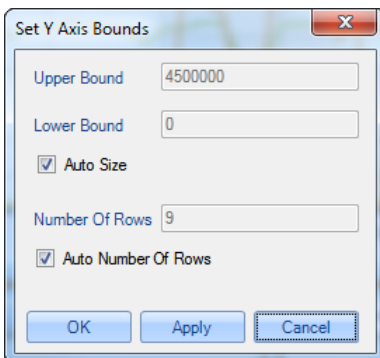 Set Y Axis Bounds
Upper Bound 4500000
Lower Bound 0
Auto Size
Number Of Rows 9
Auto Number Of Rows
OK Apply Cancel